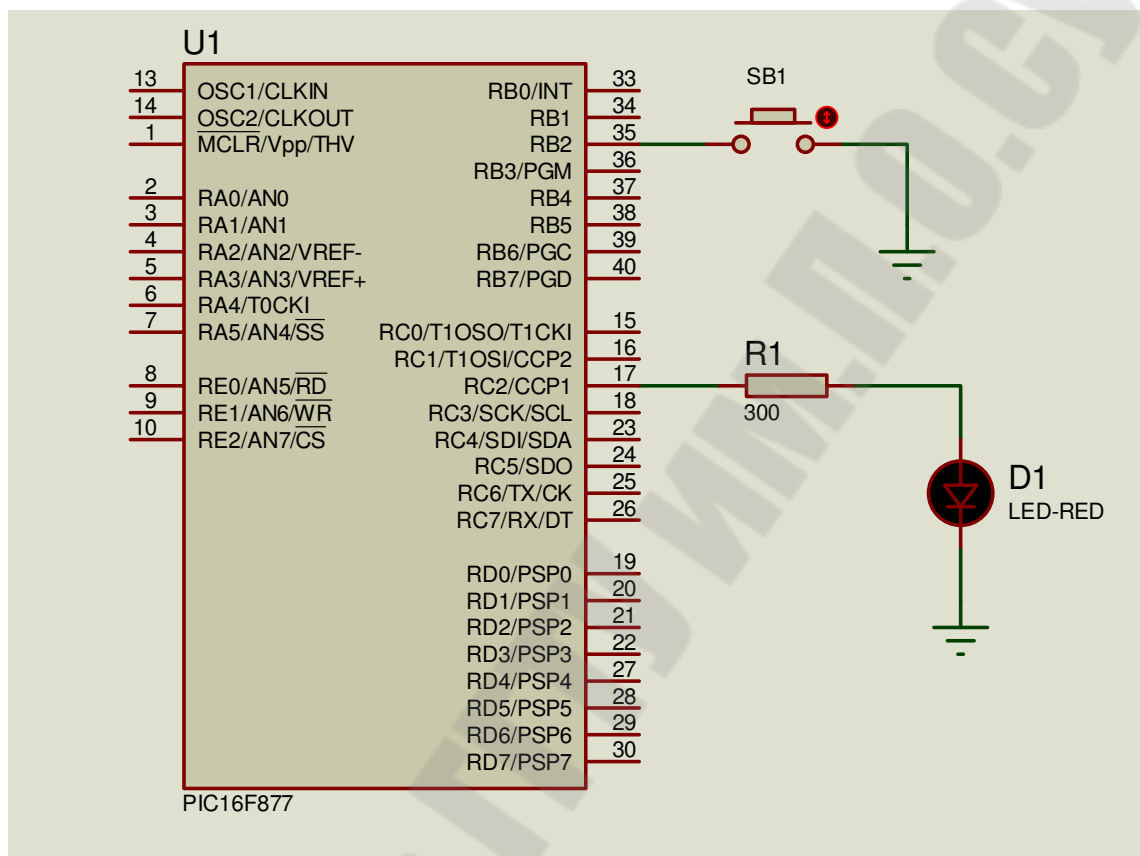 U1
13
OSC1/CLKIN
14
OSC2/CLKOUT
1
MCLR/Vpp/THV
2
RA0/AN0
3
RA1/AN1
4
RA2/AN2/VREF-
5
RA3/AN3/VREF+
6
RA4/T0CKI
7
RA5/AN4/SS
8
RE0/AN5/RD
9
RE1/AN6/WR
10
RE2/AN7/CS
RB0/INT
33
RB1
34
RB2
35
RB3/PGM
36
RB4
37
RB5
38
RB6/PGC
39
RB7/PGD
40
RC0/T1OSO/T1CKI
15
RC1/T1OSI/CCP2
16
RC2/CCP1
17
RC3/SCK/SCL
18
RC4/SDI/SDA
23
RC5/SDO
24
RC6/TX/CK
25
RC7/RX/DT
26
RD0/PSP0
19
RD1/PSP1
20
RD2/PSP2
21
RD3/PSP3
22
RD4/PSP4
27
RD5/PSP5
28
RD6/PSP6
29
RD7/PSP7
30
PIC16F877
SB1
R1
300
D1
LED-RED
им.П.О.Су